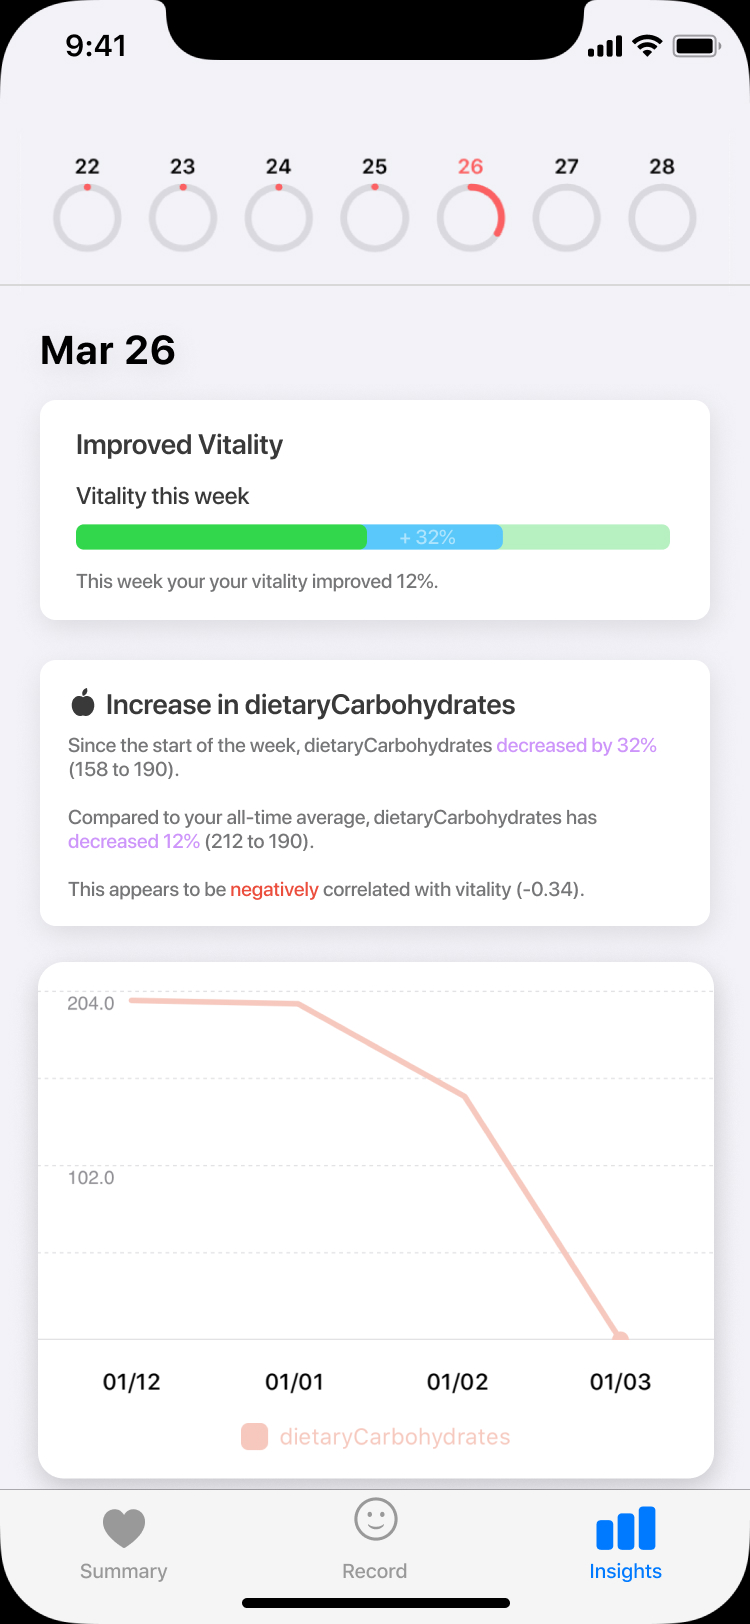 9:41
22 23 24 25 26 27 28
Mar 26
Improved Vitality
Vitality this week
+ 32%
This week your your vitality improved 12%.
Increase in dietaryCarbohydrates
Since the start of the week, dietaryCarbohydrates decreased by 32%
(158 to 190).
Compared to your all-time average, dietaryCarbohydrates has
decreased 12% (212 to 190).
This appears to be negatively correlated with vitality (-0.34).
204.0
102.0
01/12 01/01 01/02 01/03
dietaryCarbohydrates
Summary Record Insights